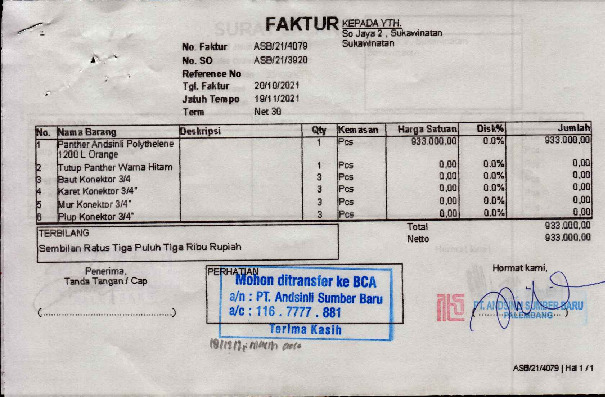 FAKTUR
KEPADA YTH.
So Jaya 2 , Sukawinatan
Sukawinatan
No. Faktur ASB/21/4079
No. SO ASB/21/3920
Reference No
Tgl. Faktur 20/10/2021
Jatuh Tempo 19/11/2021
Term Net 30
No. Nama Barang Deskripsi Qty Kemasan Harga Satuan Disk% Jumlah
1 Panther Andsinli Polythelene 1 Pcs 933.000,00 0.0% 933.000,00
1200 L Orange
2 Tutup Panther Warna Hitam 1 Pcs 0,00 0.0% 0,00
3 Baut Konektor 3/4 3 Pcs 0,00 0.0% 0,00
4 Karet Konektor 3/4" 3 Pcs 0,00 0.0% 0,00
5 Mur Konektor 3/4" 3 Pcs 0,00 0.0% 0,00
6 Plup Konektor 3/4" 3 Pcs 0,00 0.0% 0,00
Total 933.000,00
Netto 933.000,00
TERBILANG
Sembilan Ratus Tiga Puluh Tiga Ribu Rupiah
Penerima,
Tanda Tangan / Cap
(....................................)
PERHATIAN
Mohon ditransfer ke BCA
a/n : PT. Andsinli Sumber Baru
a/c : 116 . 7777 . 881
Terima Kasih
Hormat kami,
PT. ANDSINLI SUMBER BARU
PALEMBANG
ASB/21/4079 | Hal 1 / 1